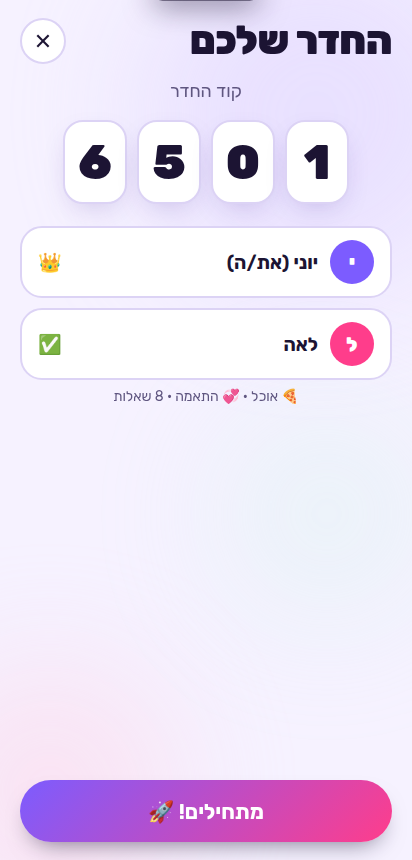 החדר שלכם
קוד החדר
6 5 0 1
י יוני (את/ה) 👑
ל לאה ✅
🍕 אוכל • 💞 התאמה • 8 שאלות
מתחילים! 🚀